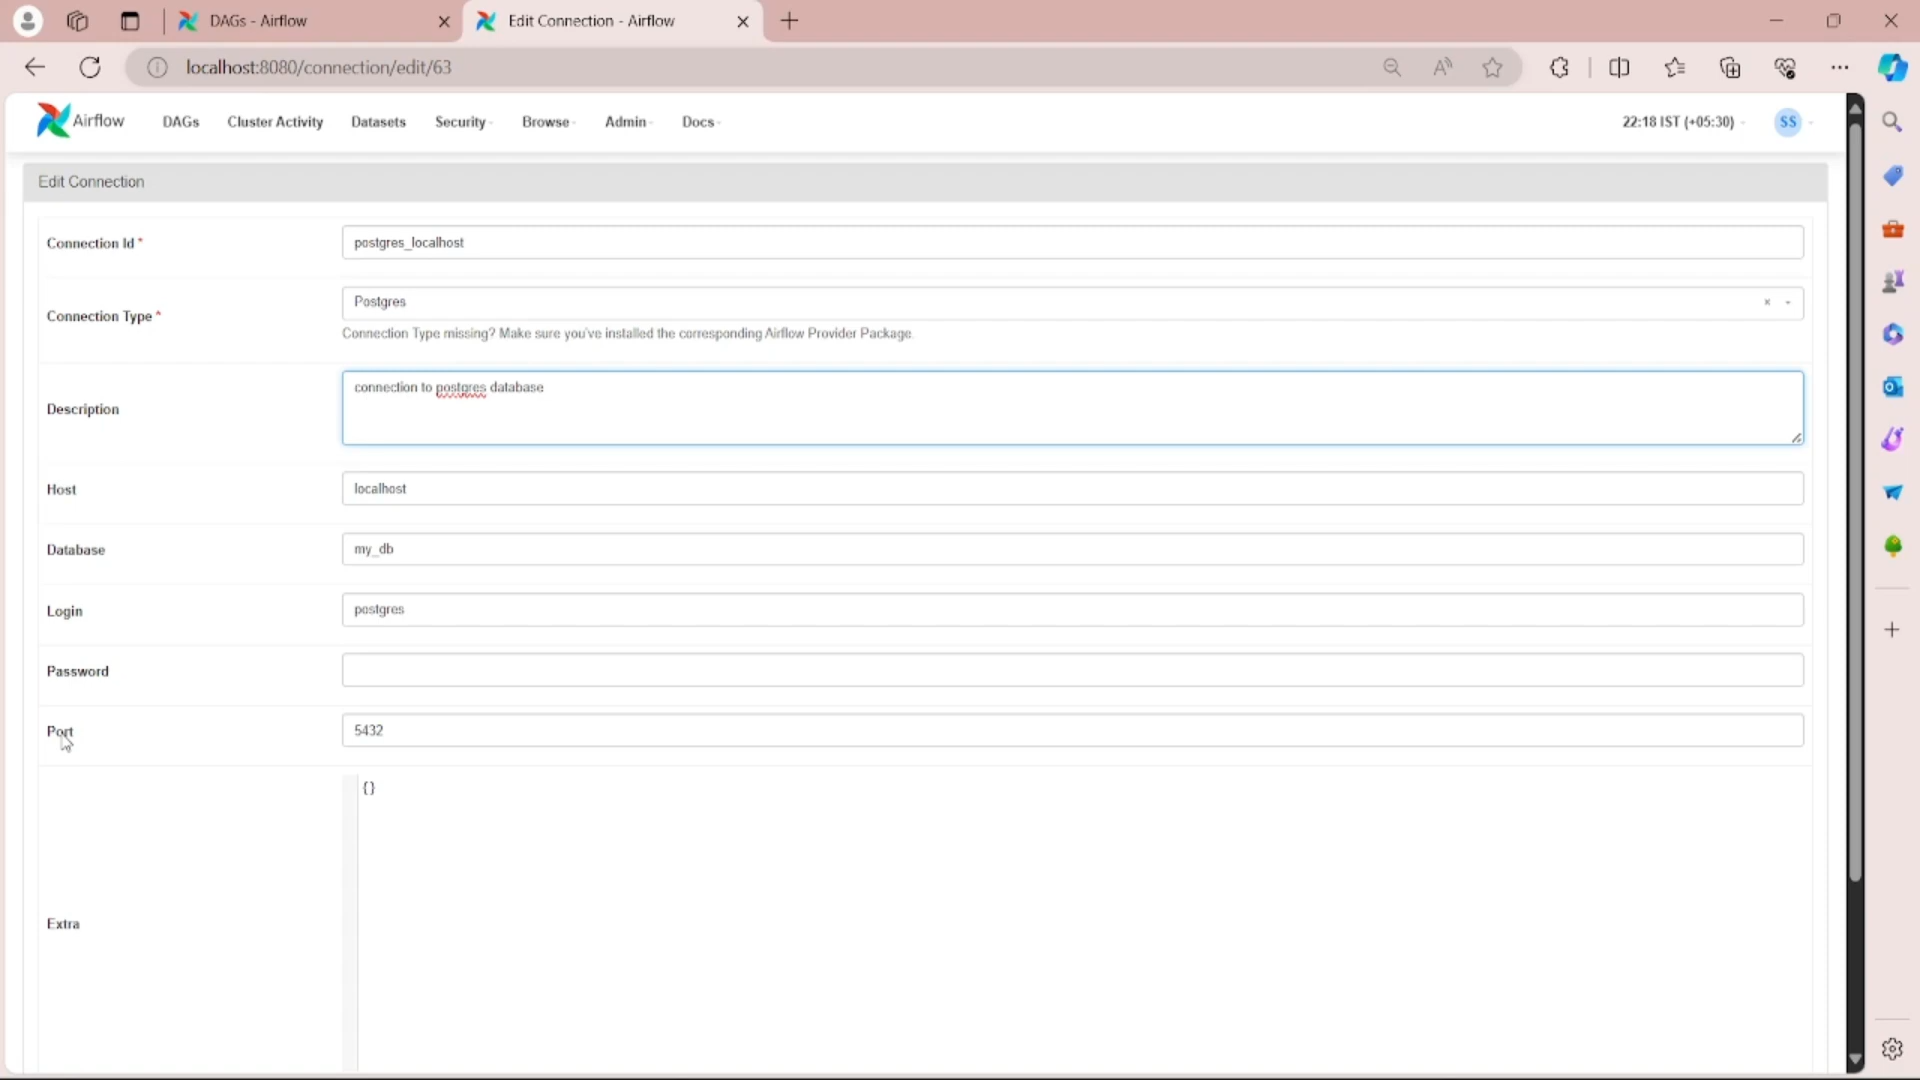 DAGs - Airflow
Edit Connection - Airflow
localhost:8080/connection/edit/63
Airflow DAGs Cluster Activity Datasets Security Browse Admin Docs 22:18 IST (+05:30) SS
Edit Connection
Connection Id * postgres_localhost
Connection Type * Postgres × 
Connection Type missing? Make sure you've installed the corresponding Airflow Provider Package.
Description connection to postgres database
Host localhost
Database my_db
Login postgres
Password
Port 5432
Extra {}